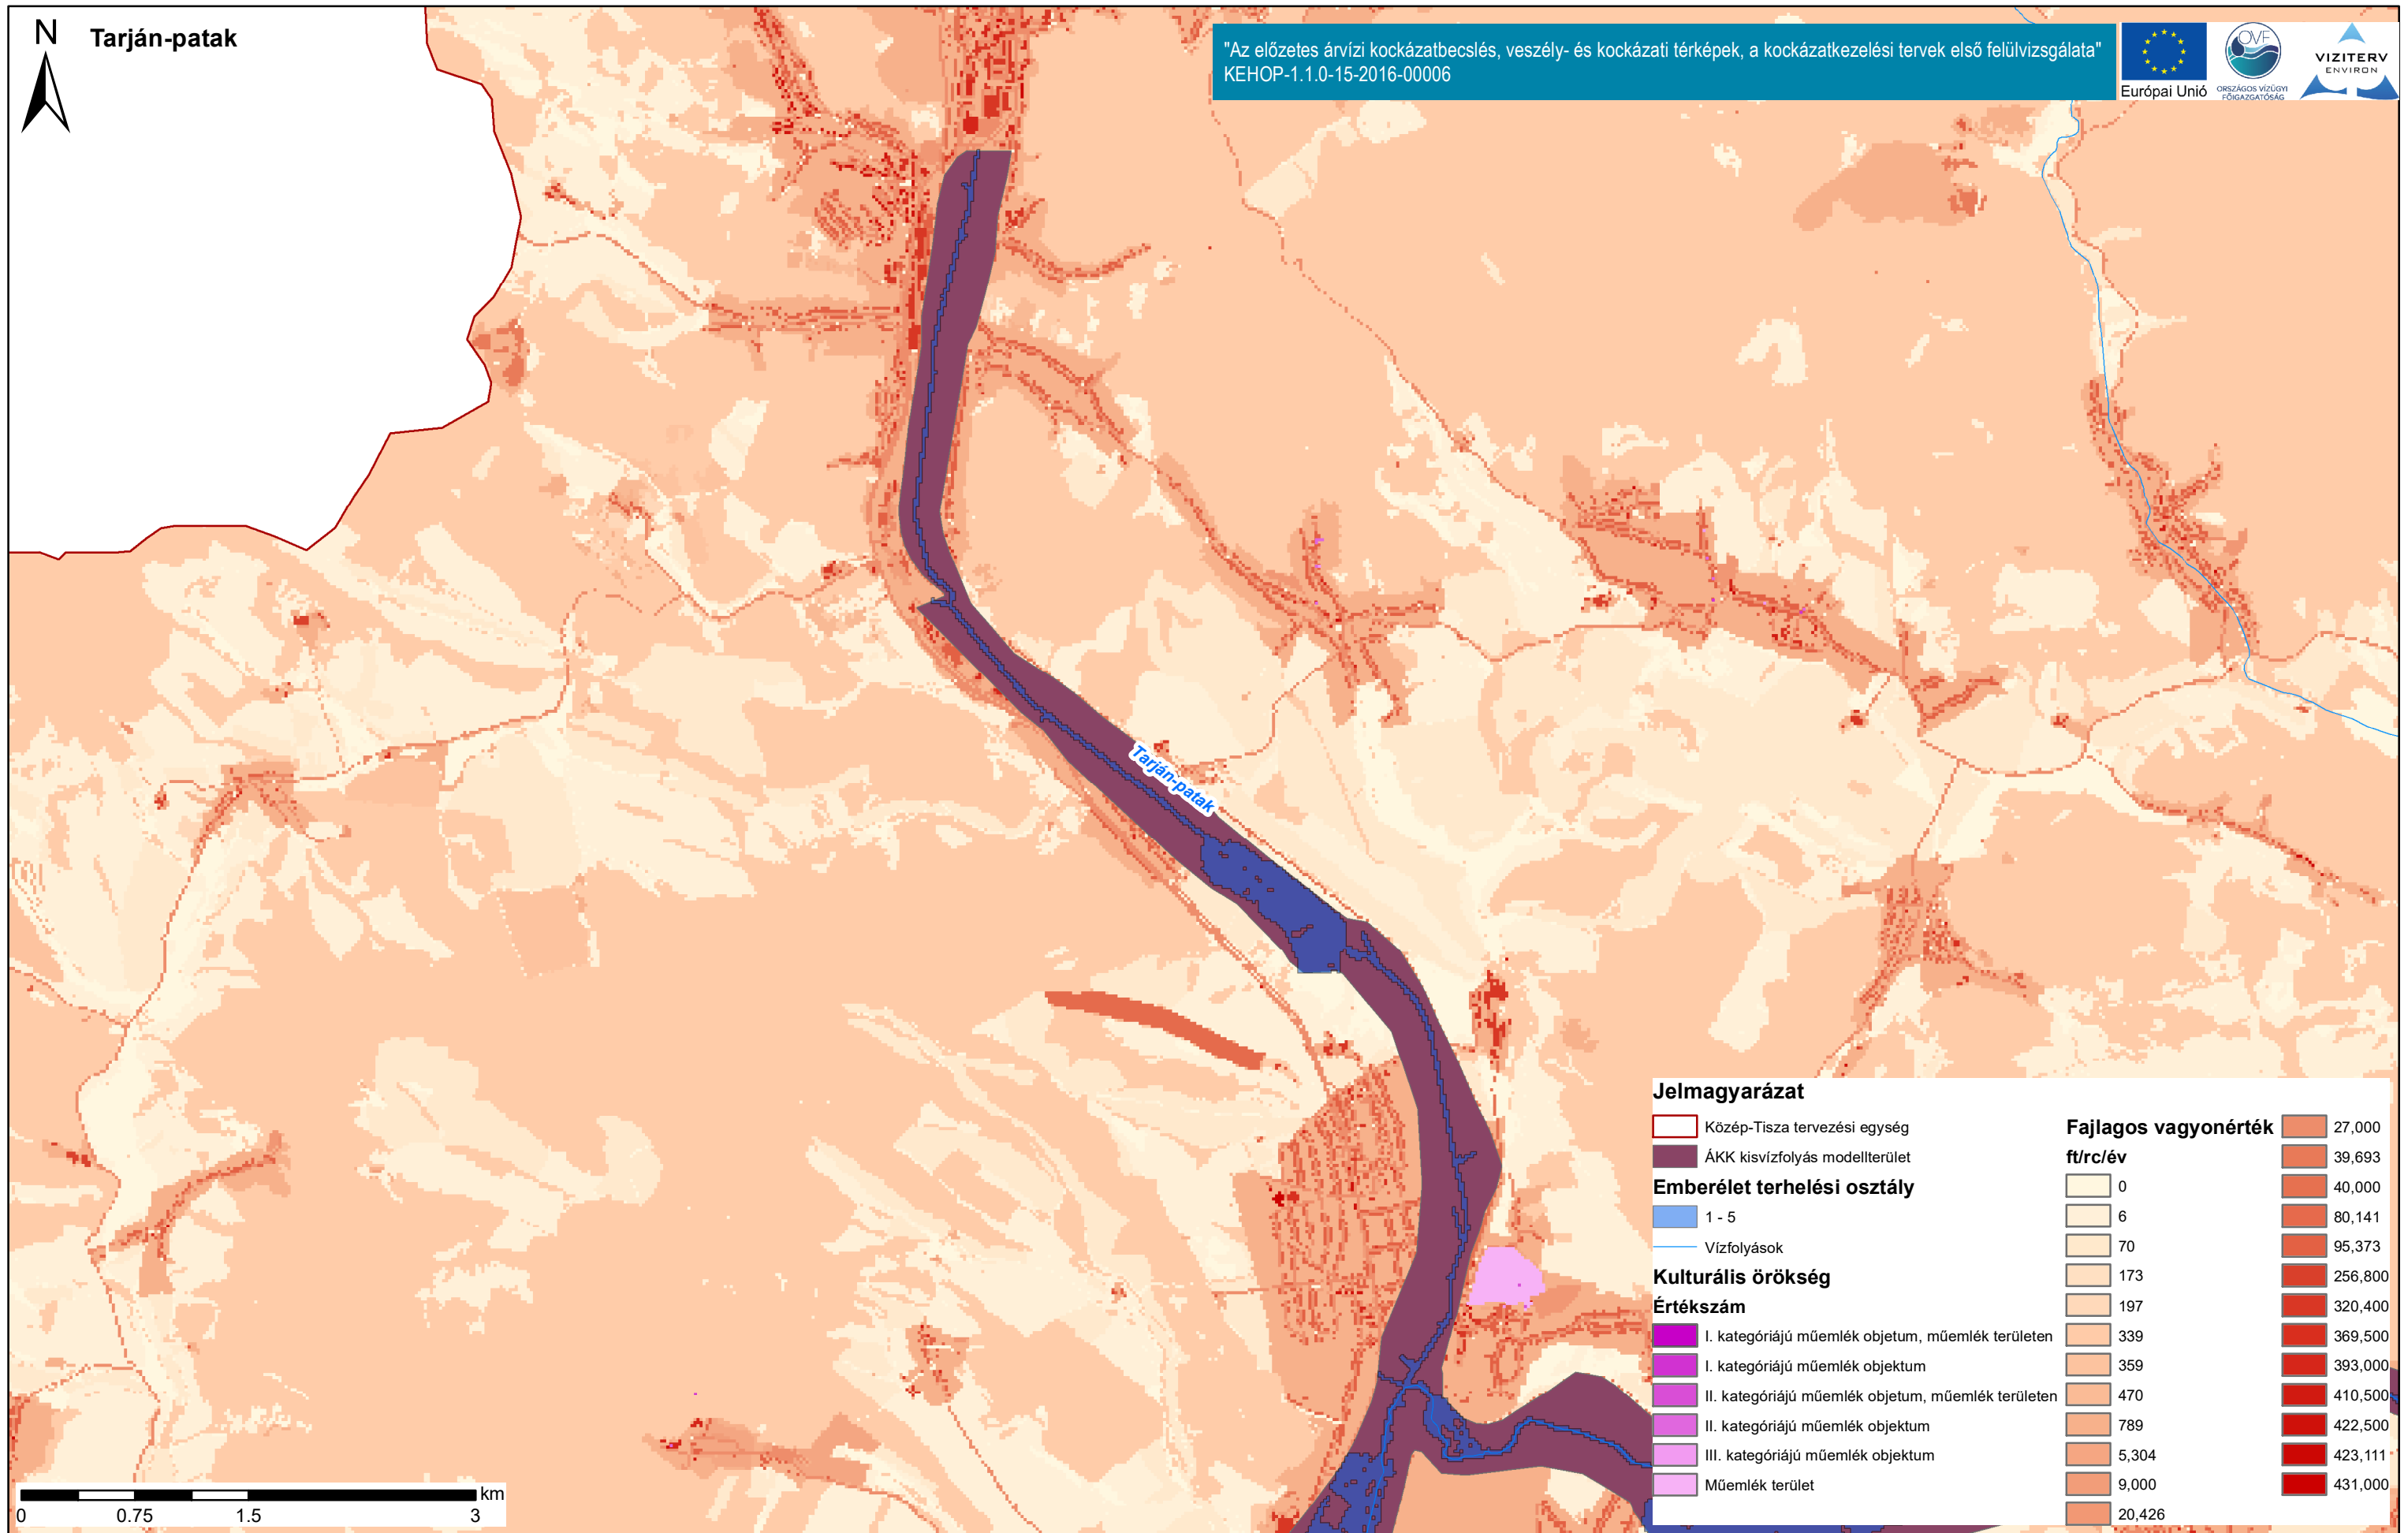 N
Tarján-patak
"Az előzetes árvízi kockázatbecslés, veszély- és kockázati térképek, a kockázatkezelési tervek első felülvizsgálata"
KEHOP-1.1.0-15-2016-00006
Európai Unió
OVF
ORSZÁGOS VÍZÜGYI
FŐIGAZGATÓSÁG
VIZITERV
ENVIRON
Tarján-patak
Jelmagyarázat
Közép-Tisza tervezési egység
ÁKK kisvízfolyás modellterület
Emberélet terhelési osztály
1 - 5
Vízfolyások
Kulturális örökség
Értékszám
I. kategóriájú műemlék objetum, műemlék területen
I. kategóriájú műemlék objektum
II. kategóriájú műemlék objetum, műemlék területen
II. kategóriájú műemlék objektum
III. kategóriájú műemlék objektum
Műemlék terület
Fajlagos vagyonérték
ft/rc/év
0
6
70
173
197
339
359
470
789
5,304
9,000
20,426
27,000
39,693
40,000
80,141
95,373
256,800
320,400
369,500
393,000
410,500
422,500
423,111
431,000
km
0 0.75 1.5 3